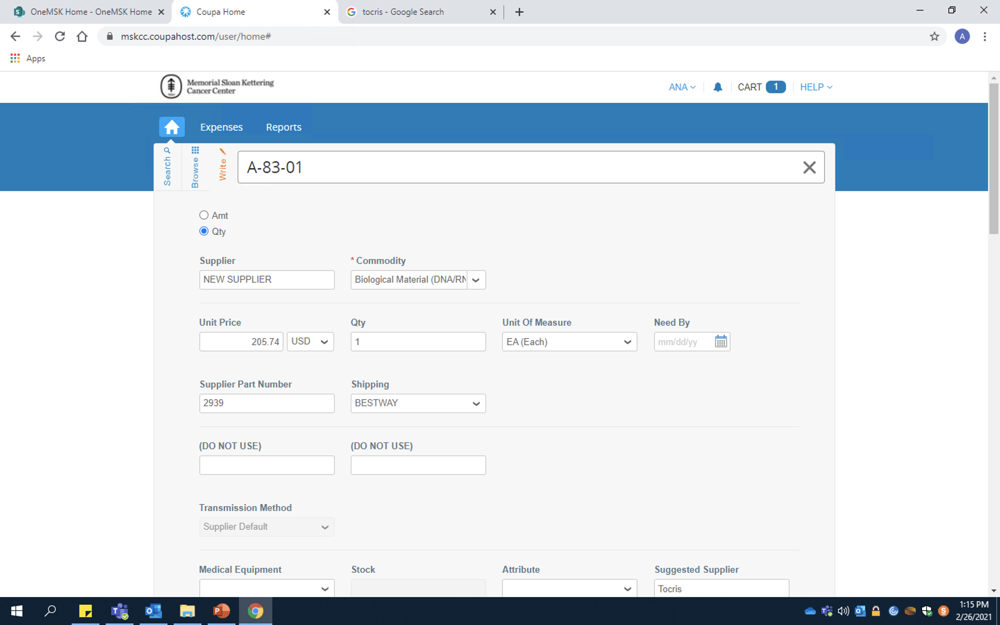 OneMSK Home - OneMSK Home
Coupa Home
tocris - Google Search
mskcc.coupahost.com/user/home#
A
Apps
Memorial Sloan Kettering
Cancer Center
ANA
CART 1
HELP
Expenses
Reports
Search
Browse
Write
A-83-01
Amt
Qty
Supplier
* Commodity
NEW SUPPLIER
Biological Material (DNA/RN
Unit Price
Qty
Unit Of Measure
Need By
205.74
USD
1
EA (Each)
mm/dd/yy
Supplier Part Number
Shipping
2939
BESTWAY
(DO NOT USE)
(DO NOT USE)
Transmission Method
Supplier Default
Medical Equipment
Stock
Attribute
Suggested Supplier
Tocris
1:15 PM
2/26/2021